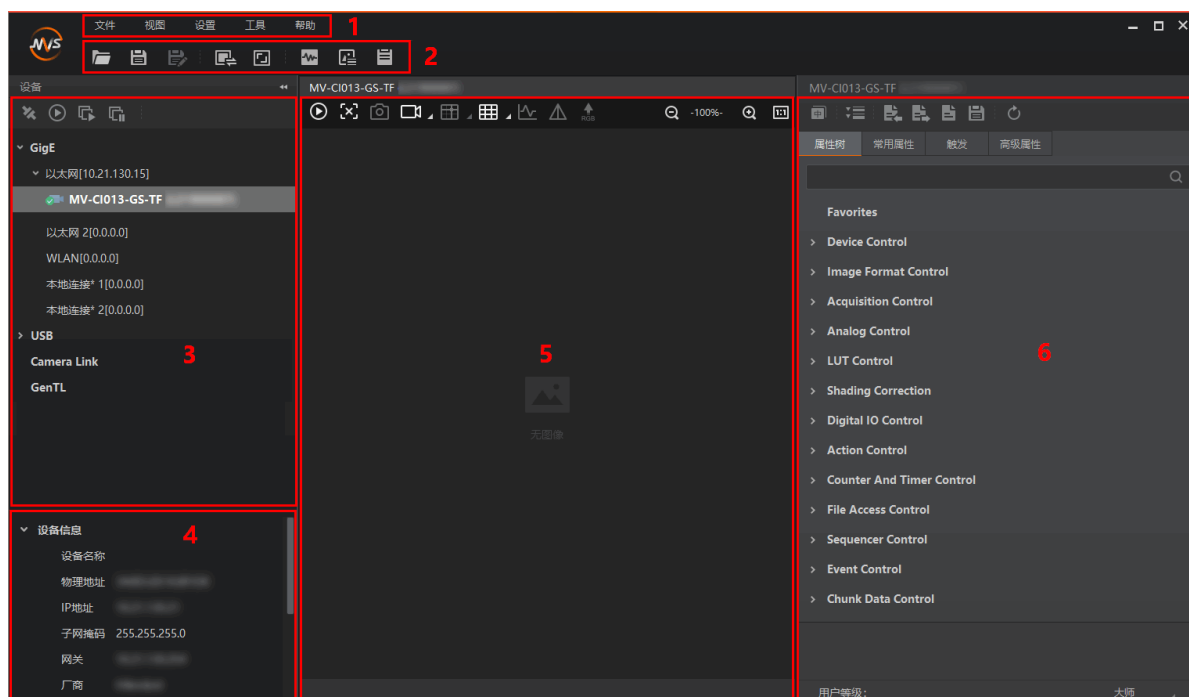 MVS
文件 视图 设置 工具 帮助 1
2
设备
MV-CI013-GS-TF
MV-CI013-GS-TF
RGB
-100%-
1:1
中
属性树 常用属性 触发 高级属性
GigE
以太网[10.21.130.15]
MV-CI013-GS-TF
以太网 2[0.0.0.0]
WLAN[0.0.0.0]
本地连接* 1[0.0.0.0]
本地连接* 2[0.0.0.0]
USB
Camera Link
GenTL
3
4
设备信息
设备名称
物理地址
IP地址
子网掩码 255.255.255.0
网关
厂商
5
无图像
Favorites
Device Control
Image Format Control
Acquisition Control
Analog Control
LUT Control
Shading Correction
Digital IO Control
Action Control
Counter And Timer Control
File Access Control
Sequencer Control
Event Control
Chunk Data Control
6
用户等级: 大师